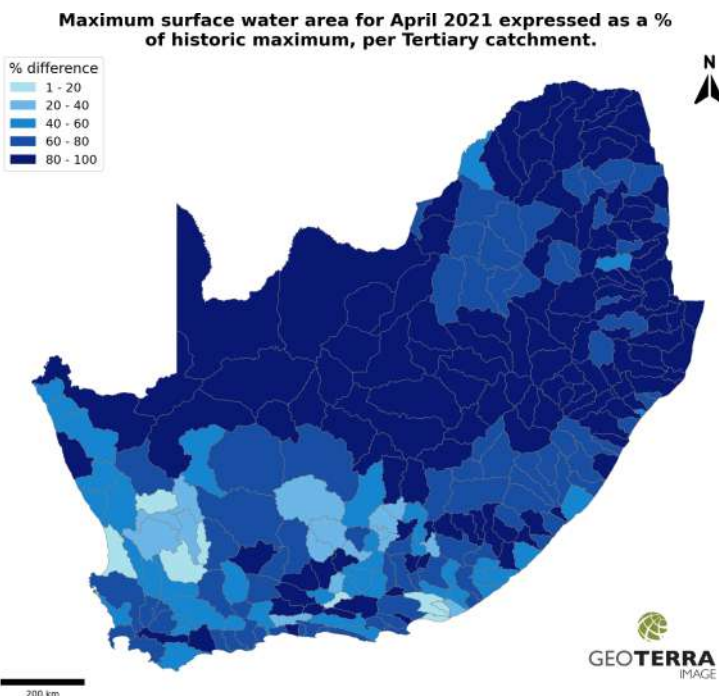 Maximum surface water area for April 2021 expressed as a %
of historic maximum, per Tertiary catchment.
N
% difference
1 - 20
20 - 40
40 - 60
60 - 80
80 - 100
GEOTERRA
IMAGE
200 km